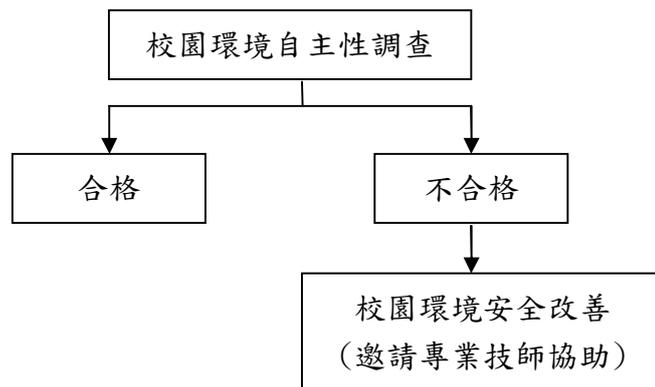 校園環境自主性調查
合格
不合格
校園環境安全改善
（邀請專業技師協助）